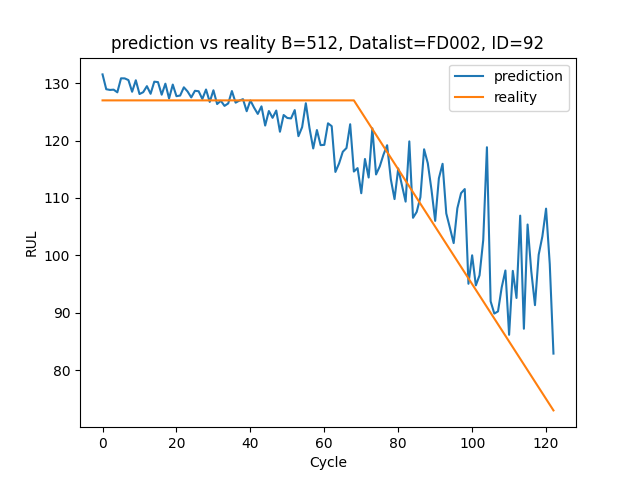 prediction vs reality B=512, Datalist=FD002, ID=92
prediction
reality
RUL
130
120
110
100
90
80
0 20 40 60 80 100 120
Cycle